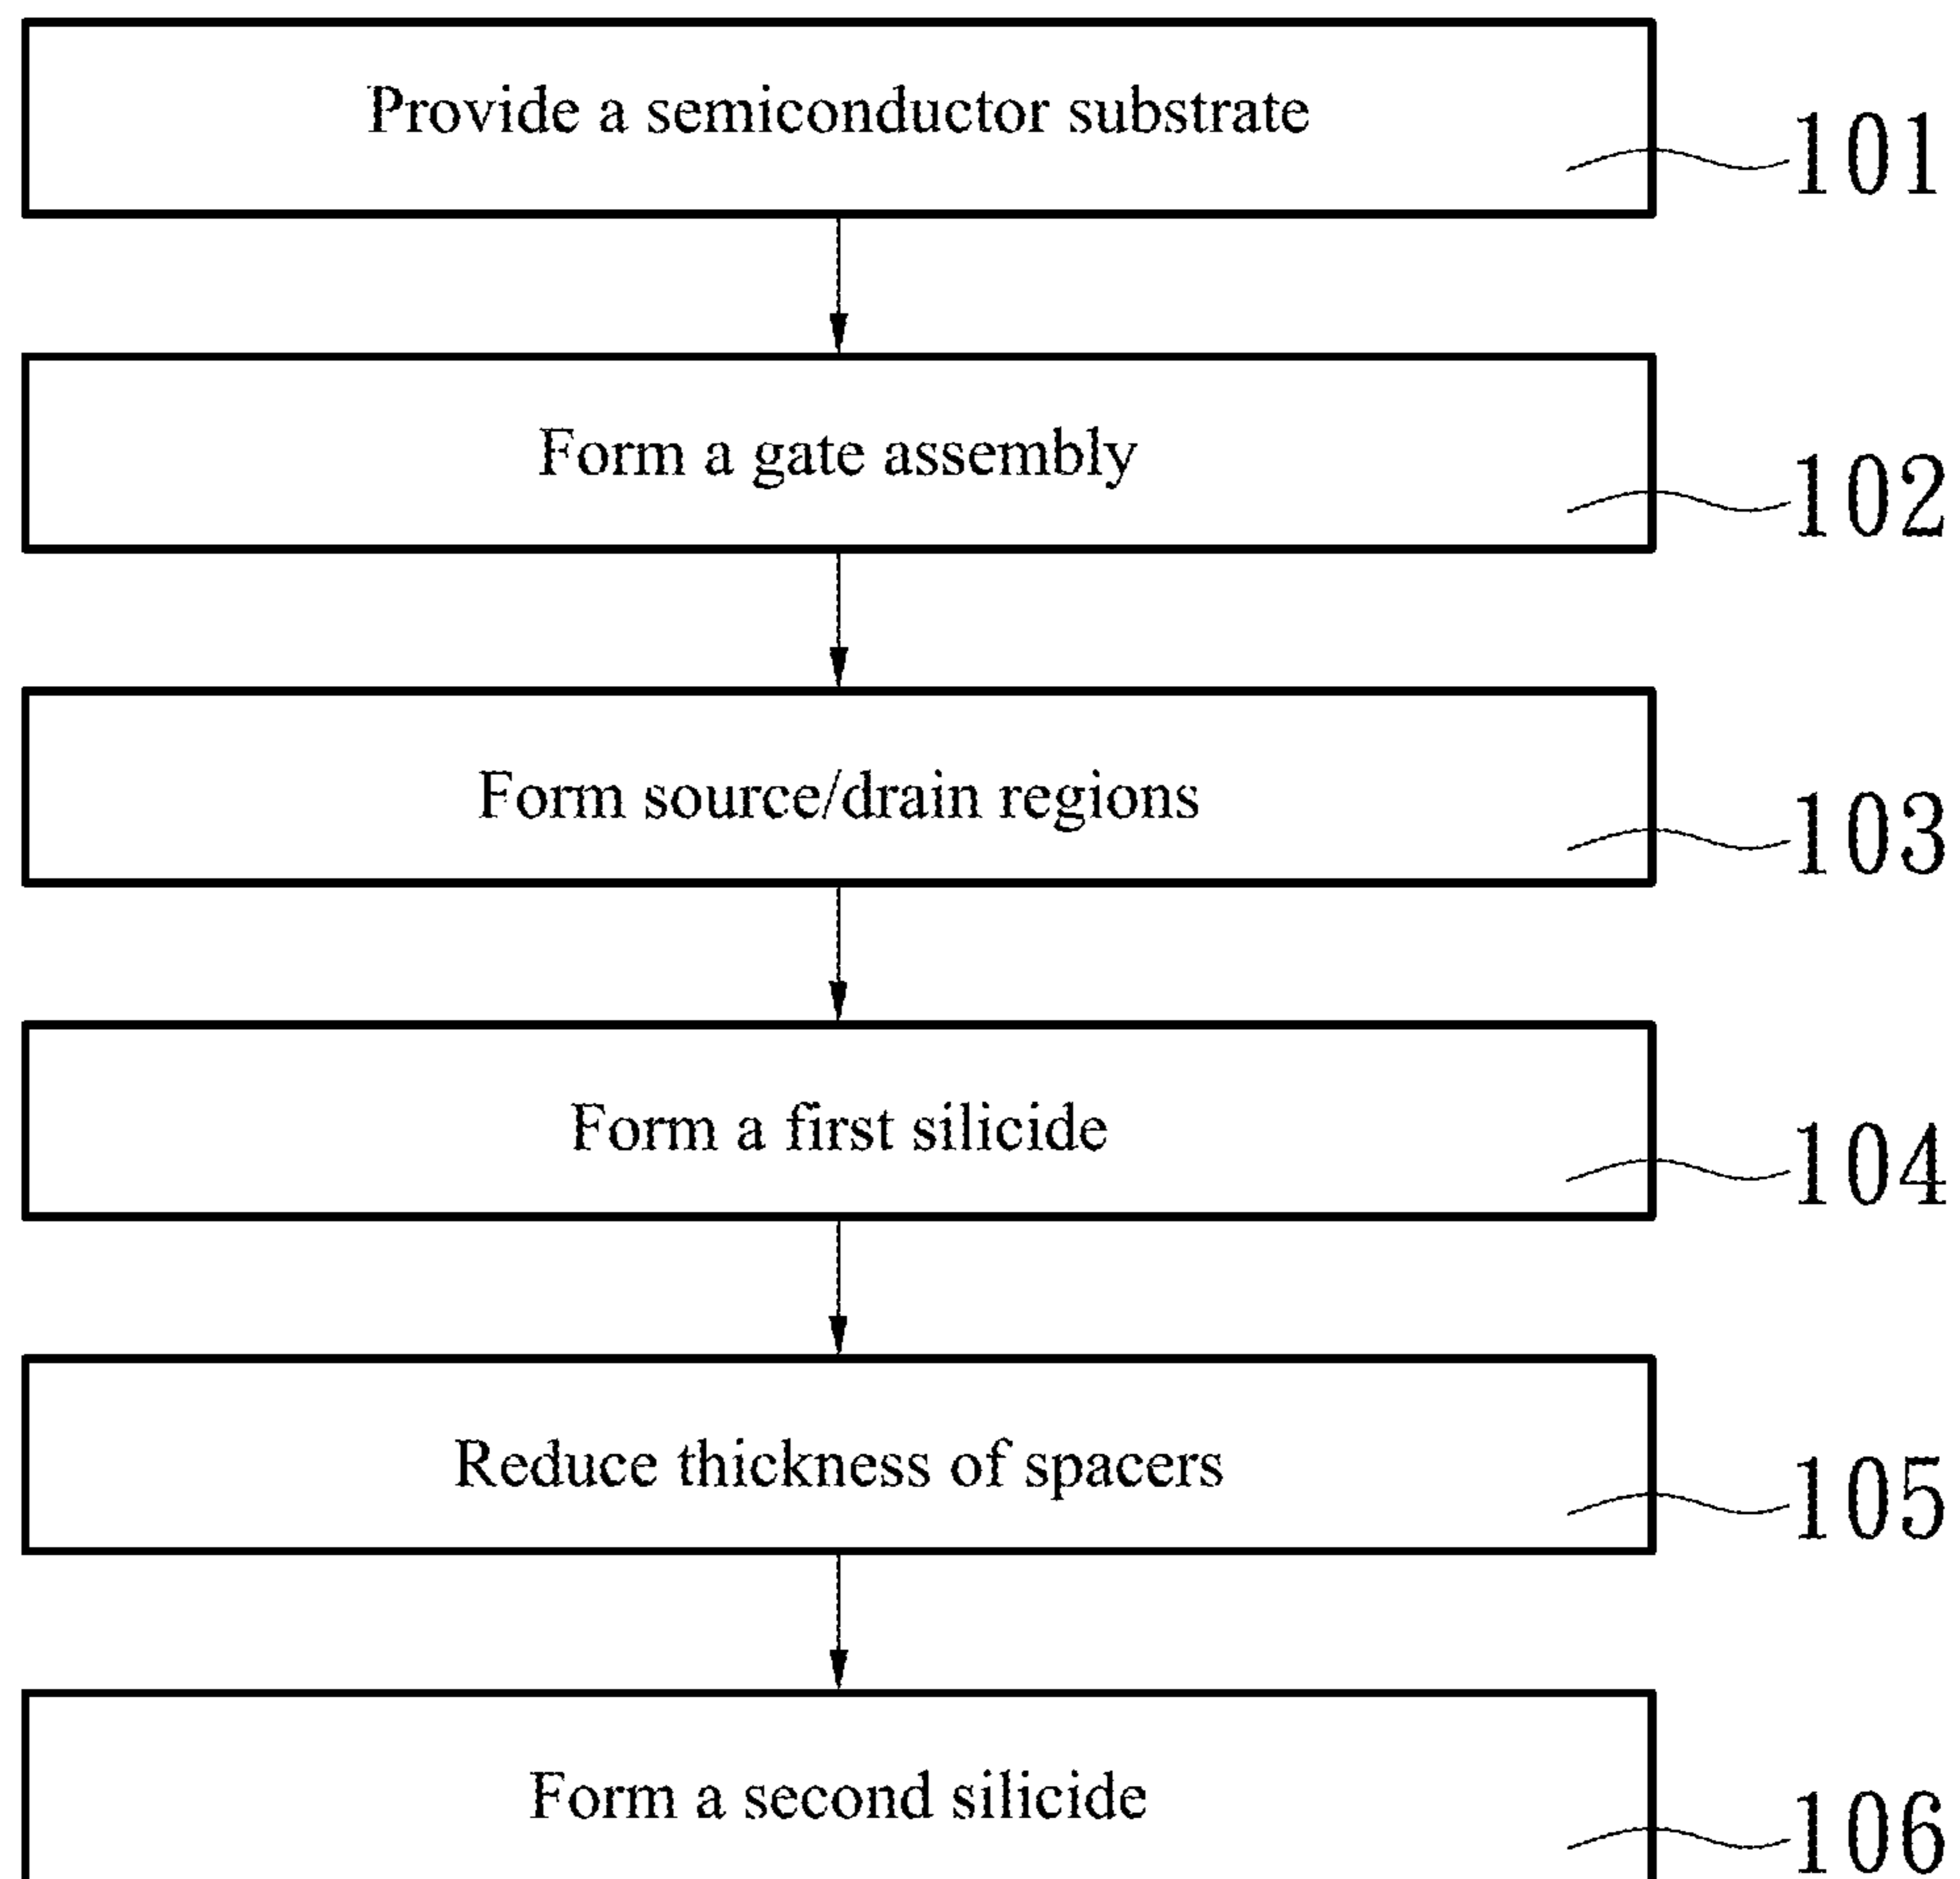 Provide a semiconductor substrate
101
Form a gate assembly
102
Form source/drain regions
103
Form a first silicide
104
Reduce thickness of spacers
105
Form a second silicide
106